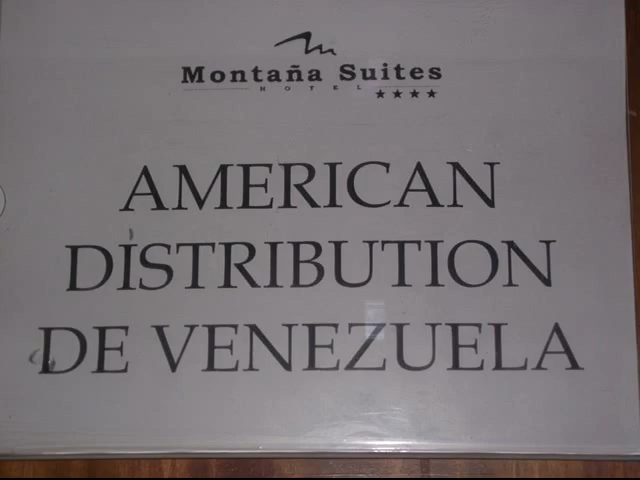 Montaña Suites
HOTEL
★★★★
AMERICAN
DISTRIBUTION
DE VENEZUELA